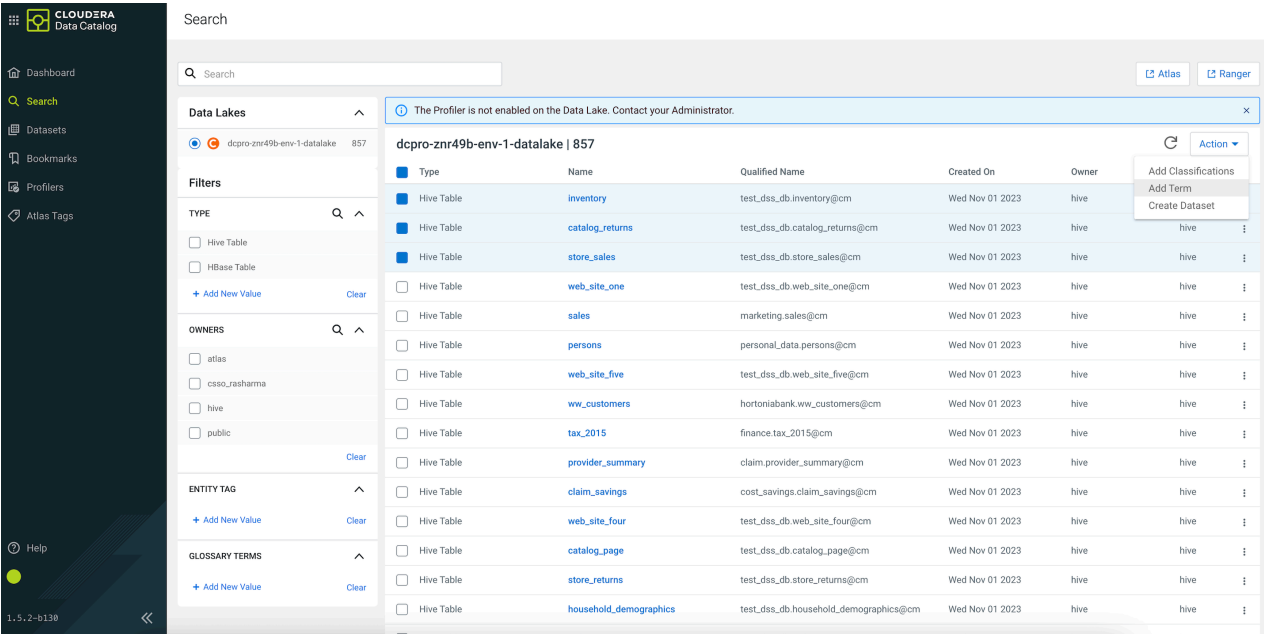 CLOUDERA
Data Catalog
Search
Dashboard
Search
Datasets
Bookmarks
Profilers
Atlas Tags
Help
1.5.2-b130
Search
Atlas
Ranger
Data Lakes
dcpro-znr49b-env-1-datalake 857
Filters
TYPE
Hive Table
HBase Table
+ Add New Value Clear
OWNERS
atlas
csso_rasharma
hive
public
Clear
ENTITY TAG
+ Add New Value Clear
GLOSSARY TERMS
+ Add New Value Clear
The Profiler is not enabled on the Data Lake. Contact your Administrator.
dcpro-znr49b-env-1-datalake | 857
Action
Add Classifications
Add Term
Create Dataset
Type Name Qualified Name Created On Owner
Hive Table inventory test_dss_db.inventory@cm Wed Nov 01 2023 hive
Hive Table catalog_returns test_dss_db.catalog_returns@cm Wed Nov 01 2023 hive hive
Hive Table store_sales test_dss_db.store_sales@cm Wed Nov 01 2023 hive hive
Hive Table web_site_one test_dss_db.web_site_one@cm Wed Nov 01 2023 hive hive
Hive Table sales marketing.sales@cm Wed Nov 01 2023 hive hive
Hive Table persons personal_data.persons@cm Wed Nov 01 2023 hive hive
Hive Table web_site_five test_dss_db.web_site_five@cm Wed Nov 01 2023 hive hive
Hive Table ww_customers hortoniabank.ww_customers@cm Wed Nov 01 2023 hive hive
Hive Table tax_2015 finance.tax_2015@cm Wed Nov 01 2023 hive hive
Hive Table provider_summary claim.provider_summary@cm Wed Nov 01 2023 hive hive
Hive Table claim_savings cost_savings.claim_savings@cm Wed Nov 01 2023 hive hive
Hive Table web_site_four test_dss_db.web_site_four@cm Wed Nov 01 2023 hive hive
Hive Table catalog_page test_dss_db.catalog_page@cm Wed Nov 01 2023 hive hive
Hive Table store_returns test_dss_db.store_returns@cm Wed Nov 01 2023 hive hive
Hive Table household_demographics test_dss_db.household_demographics@cm Wed Nov 01 2023 hive hive